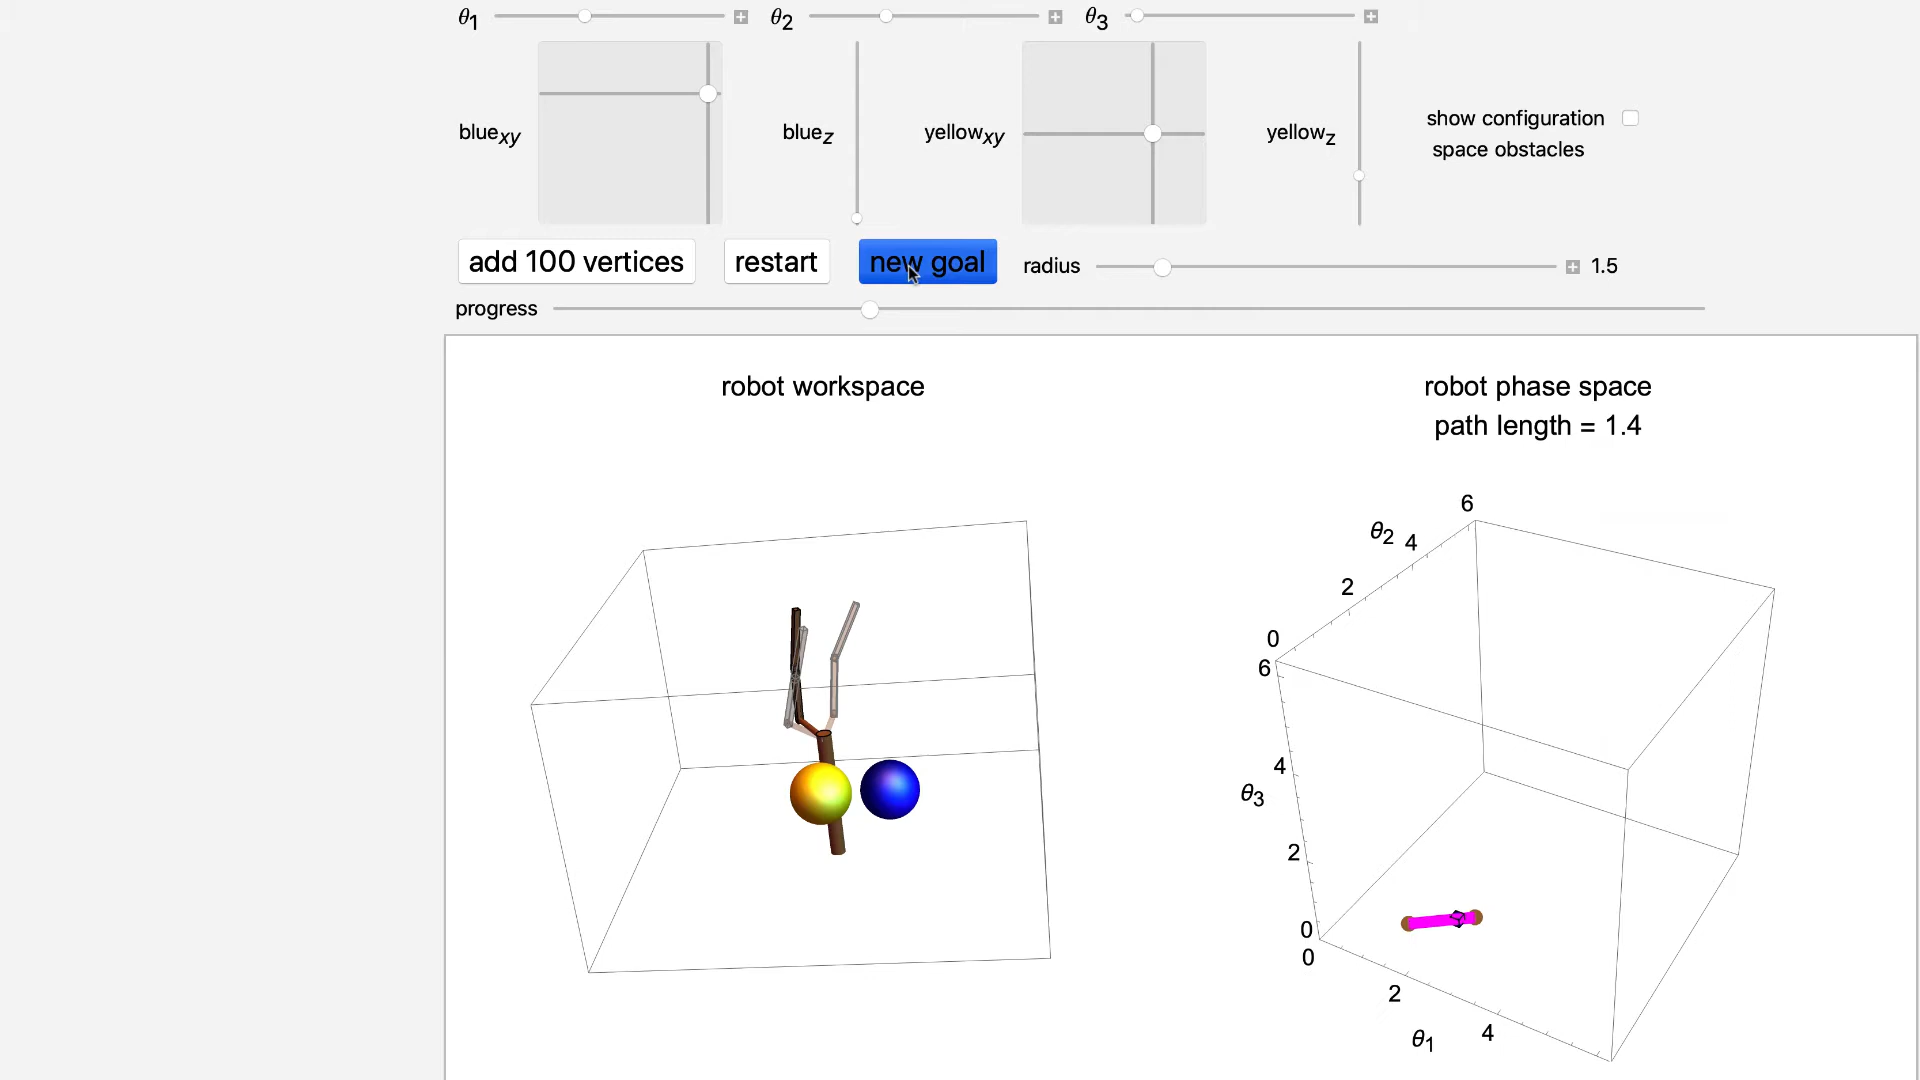 θ1 θ2 θ3
bluexy bluez yellowxy yellowz
show configuration
space obstacles
add 100 vertices restart new goal radius 1.5
progress
robot workspace
robot phase space
path length = 1.4
6
θ2 4
2
0
6
4
θ3
2
0
0
2
4
θ1